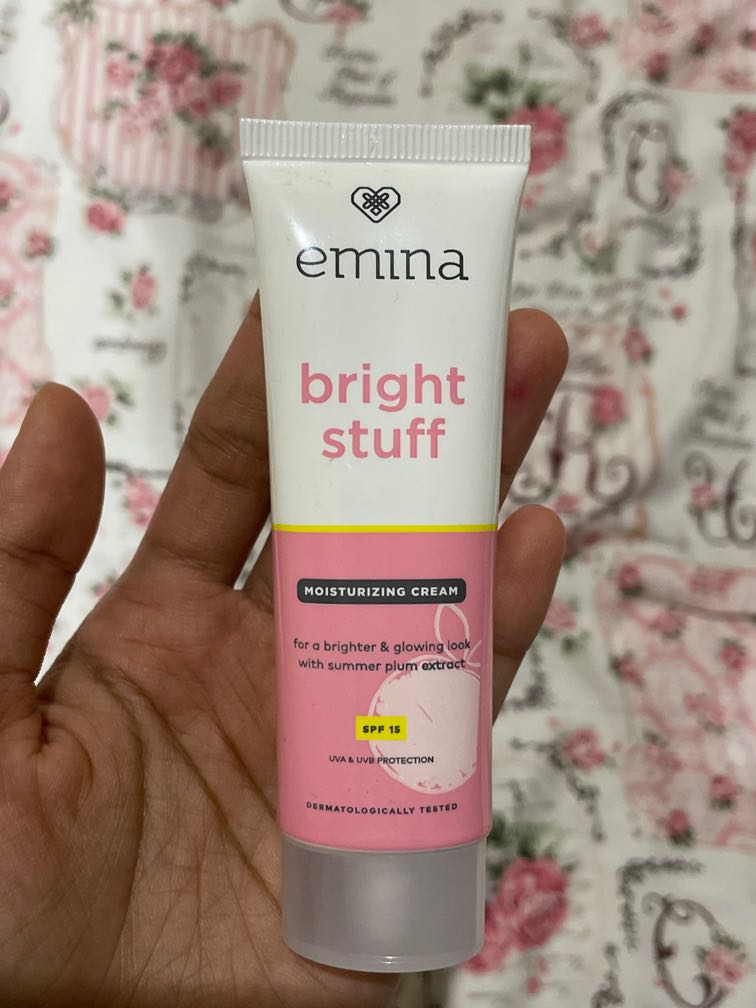 emina
bright
stuff
MOISTURIZING CREAM
for a brighter & glowing look
with summer plum extract
SPF 15
UVA & UVB PROTECTION
DERMATOLOGICALLY TESTED